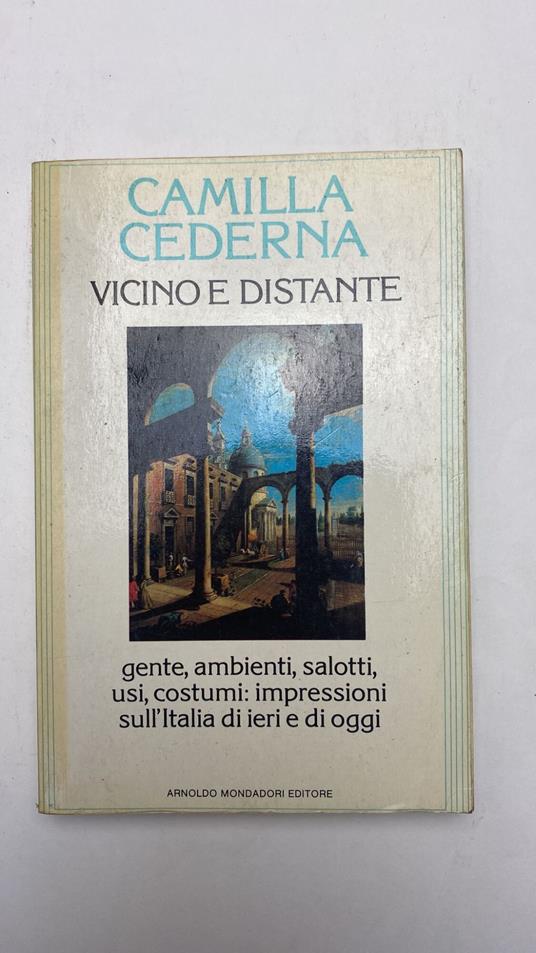 CAMILLA
CEDERNA
VICINO E DISTANTE
gente, ambienti, salotti,
usi, costumi: impressioni
sull'Italia di ieri e di oggi
ARNOLDO MONDADORI EDITORE